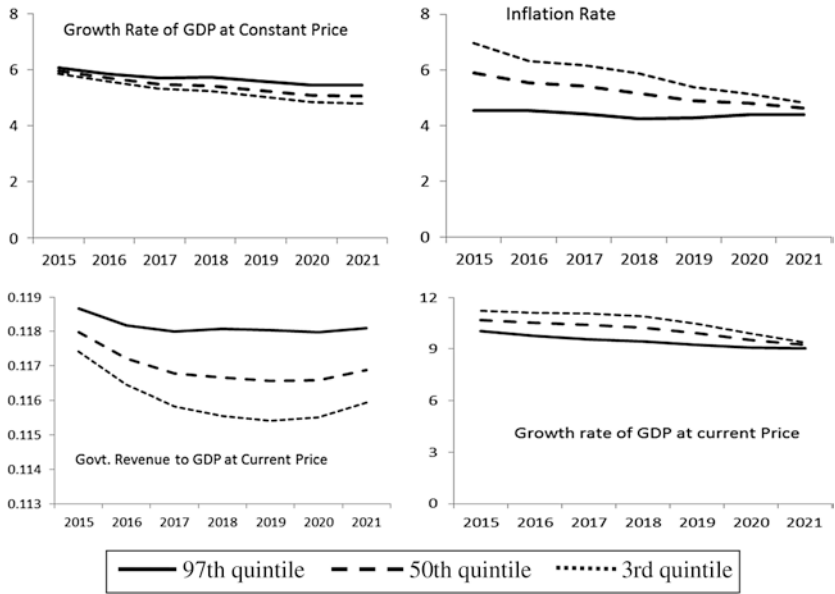 Growth Rate of GDP at Constant Price
8
6
4
2
0
2015 2016 2017 2018 2019 2020 2021
Inflation Rate
8
6
4
2
0
2015 2016 2017 2018 2019 2020 2021
0.119
0.118
0.117
0.116
0.115
0.114
0.113
Govt. Revenue to GDP at Current Price
2015 2016 2017 2018 2019 2020 2021
12
9
6
3
0
Growth rate of GDP at current Price
2015 2016 2017 2018 2019 2020 2021
97th quintile 50th quintile 3rd quintile